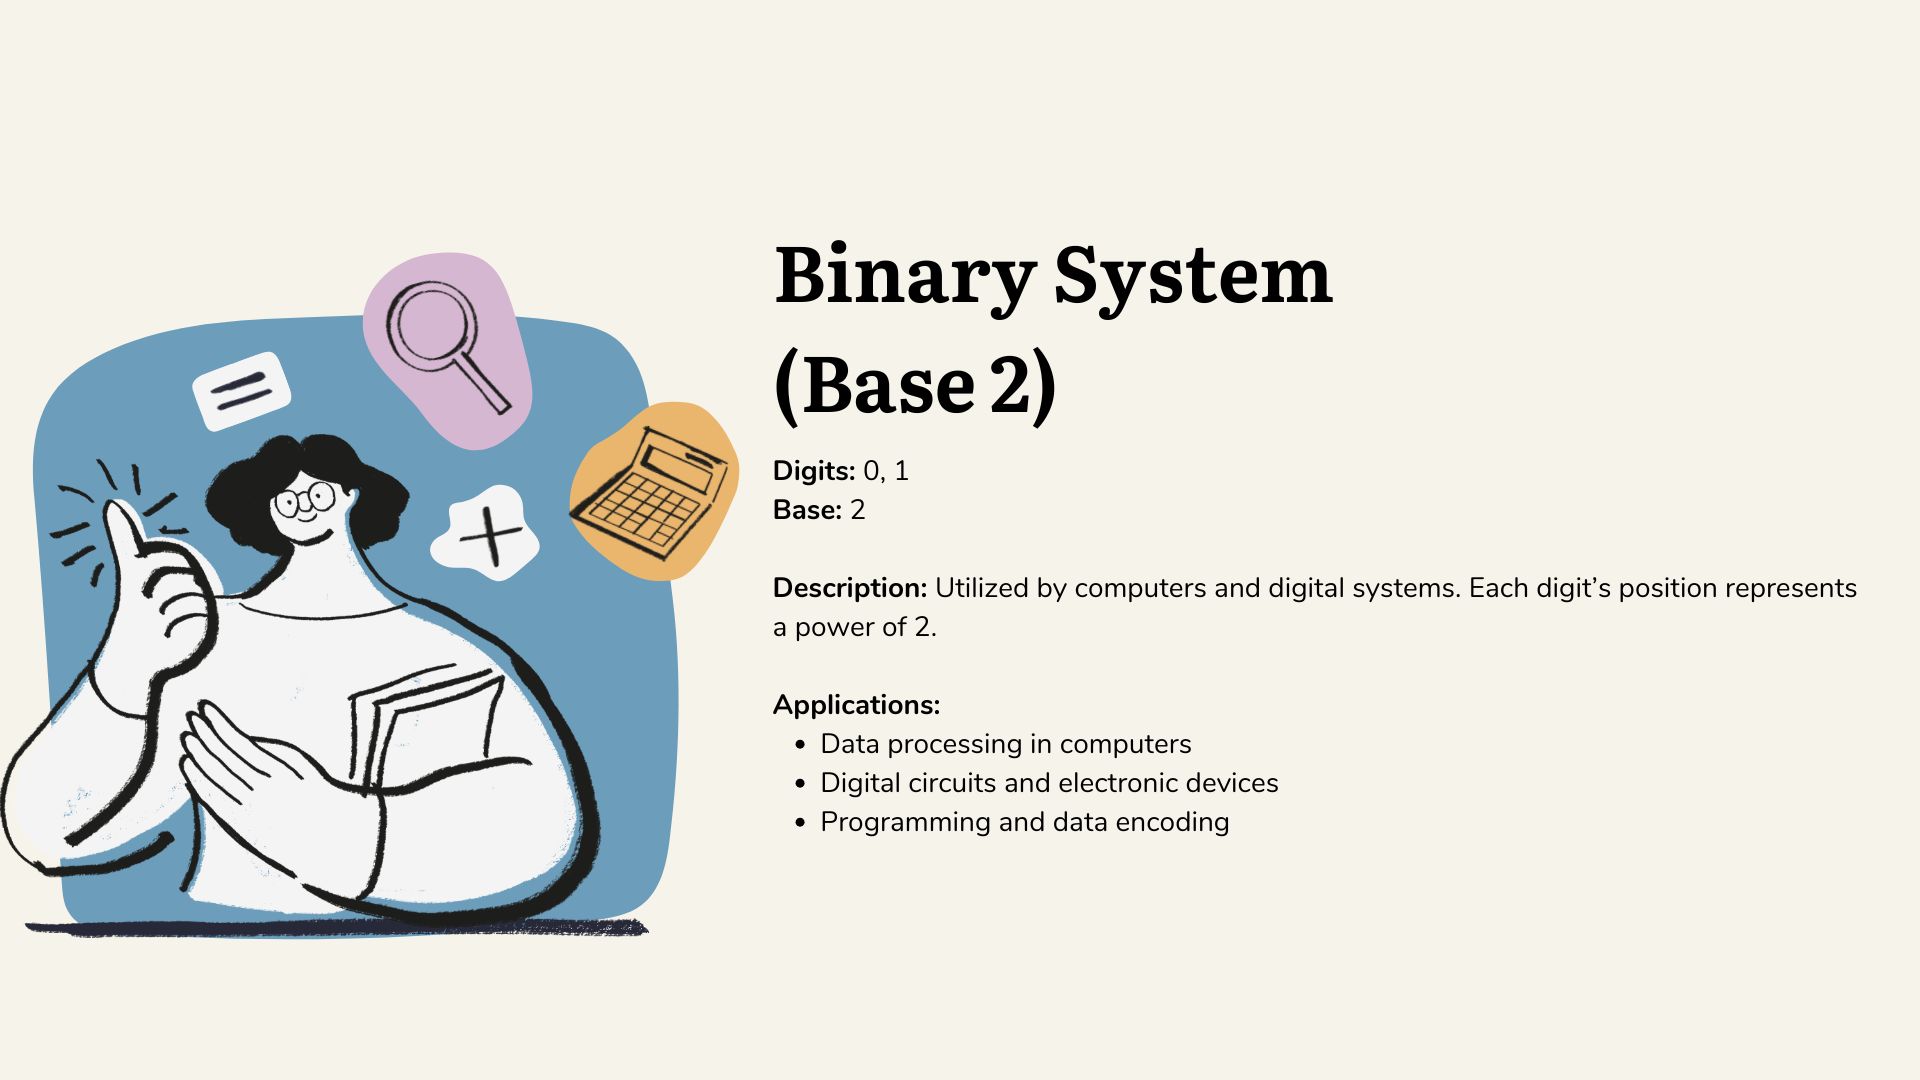 Binary System
(Base 2)
Digits: 0, 1
Base: 2
Description: Utilized by computers and digital systems. Each digit’s position represents
a power of 2.
Applications:
• Data processing in computers
• Digital circuits and electronic devices
• Programming and data encoding